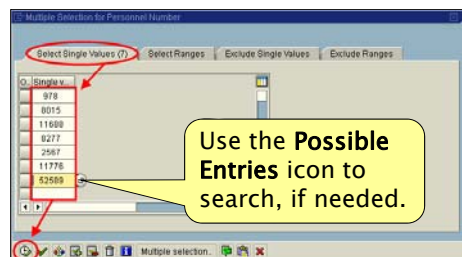 Multiple Selection for Personnel Number
Select Single Values (7) Select Ranges Exclude Single Values Exclude Ranges
O. Single v..
978
8015
11680
8277
2567
11776
52589
Use the Possible
Entries icon to
search, if needed.
Multiple selection..